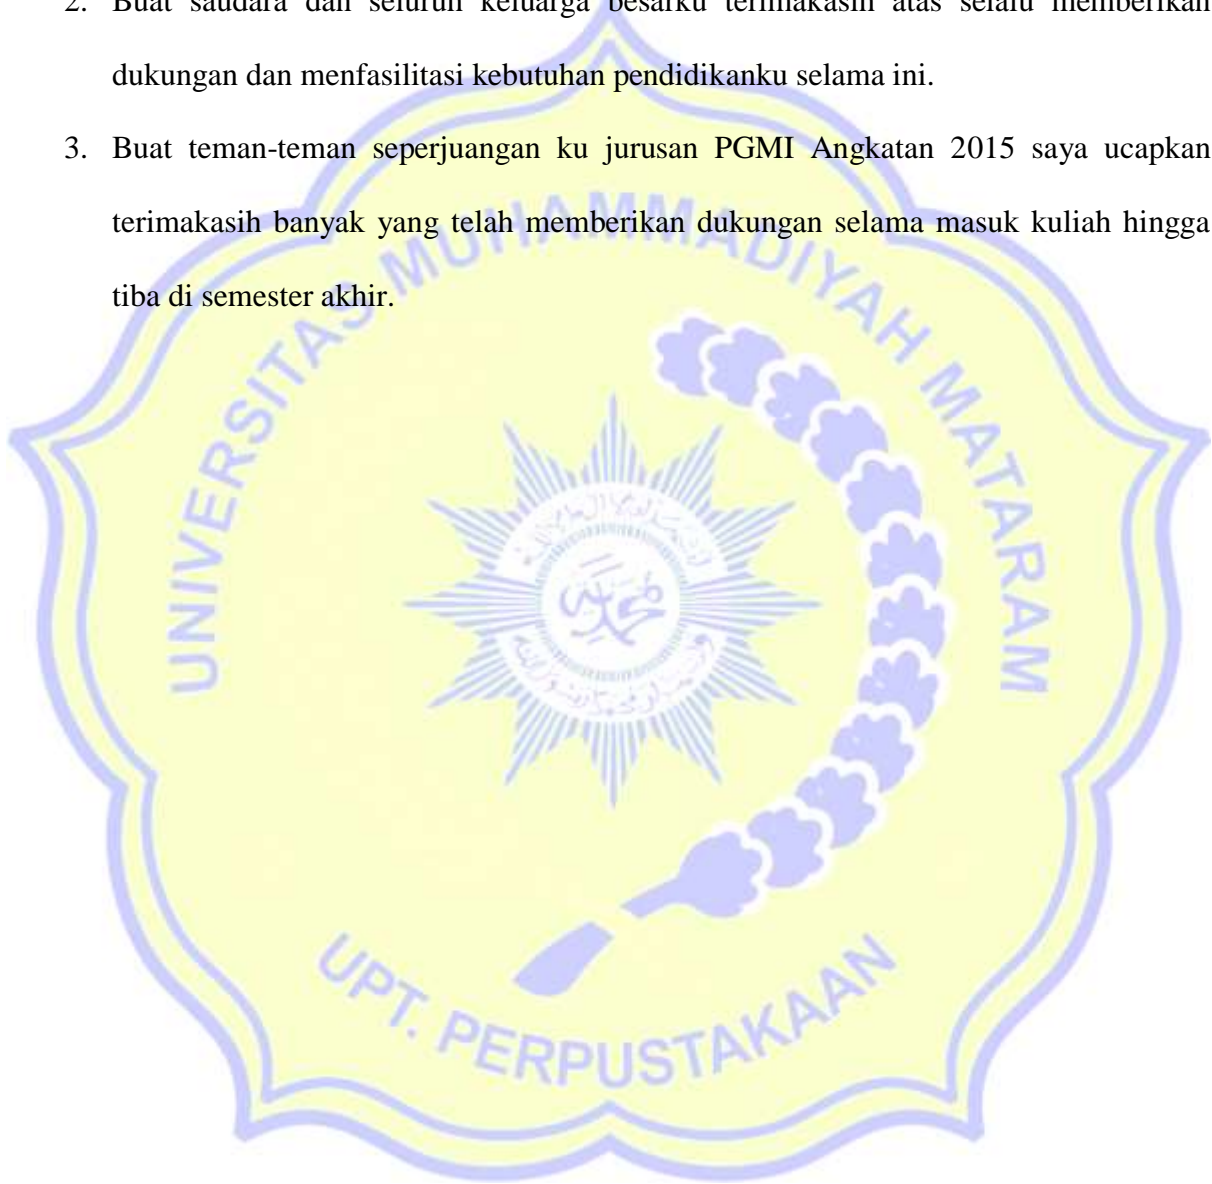 2. Buat saudara dan seluruh keluarga besarku terimakasih atas selalu memberikan
dukungan dan menfasilitasi kebutuhan pendidikanku selama ini.
3. Buat teman-teman seperjuangan ku jurusan PGMI Angkatan 2015 saya ucapkan
terimakasih banyak yang telah memberikan dukungan selama masuk kuliah hingga
tiba di semester akhir.
UNIVERSITAS MUHAMMADIYAH MATARAM
محمد
UPT. PERPUSTAKAAN